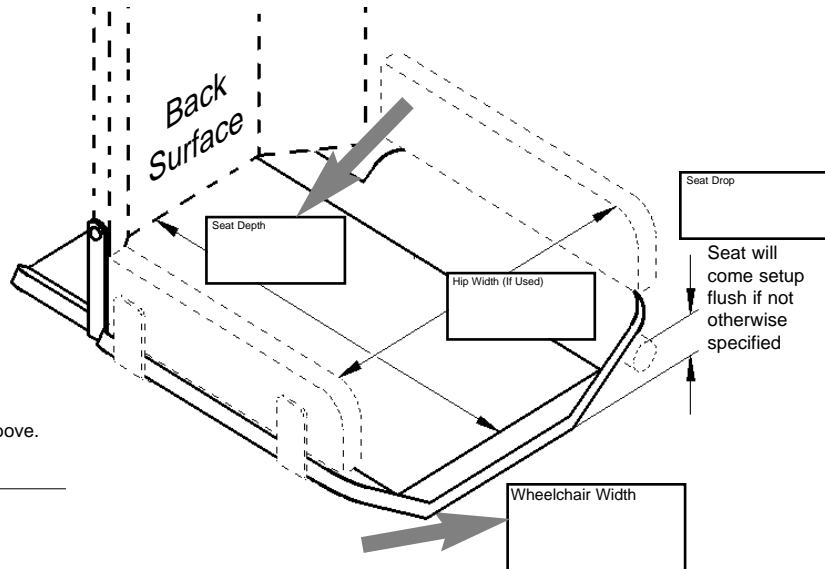 Back
Surface
Seat Depth
Hip Width (If Used)
Seat Drop
Seat will
come setup
flush if not
otherwise
specified
Wheelchair Width